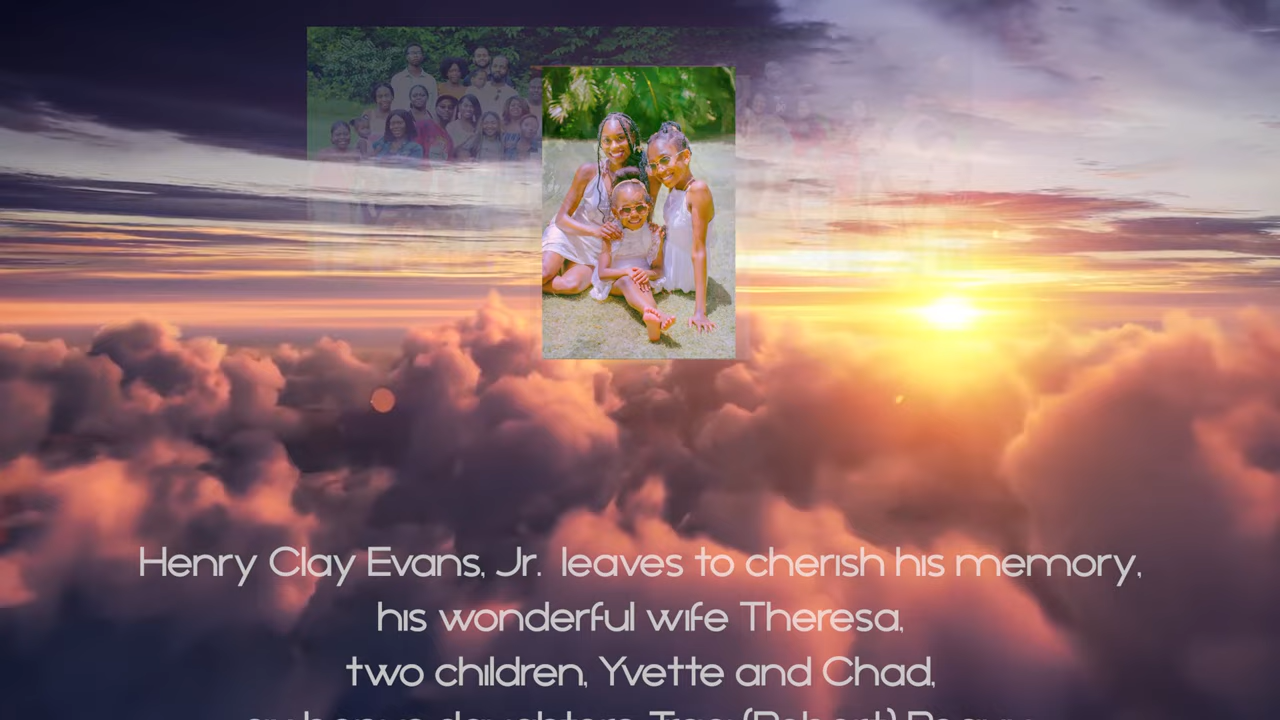 Henry Clay Evans, Jr. leaves to cherish his memory,
his wonderful wife Theresa,
two children, Yvette and Chad,